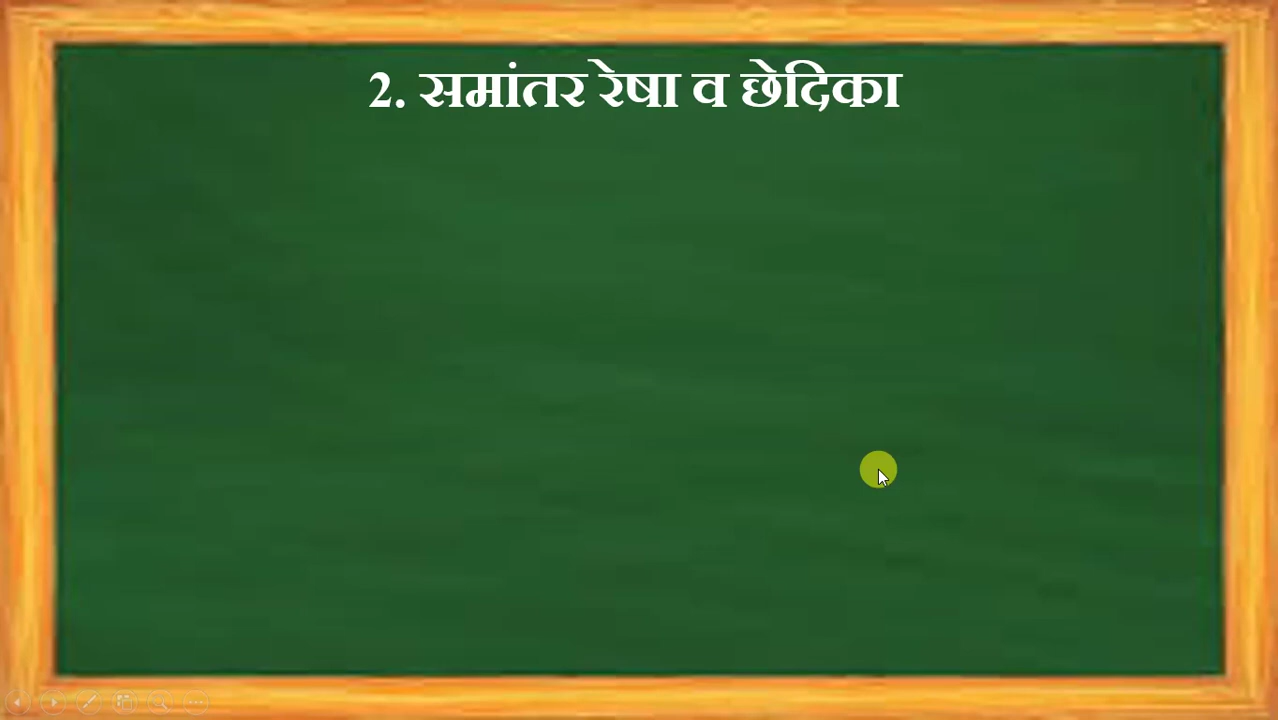 2. समांतर रेषा व छेदिका